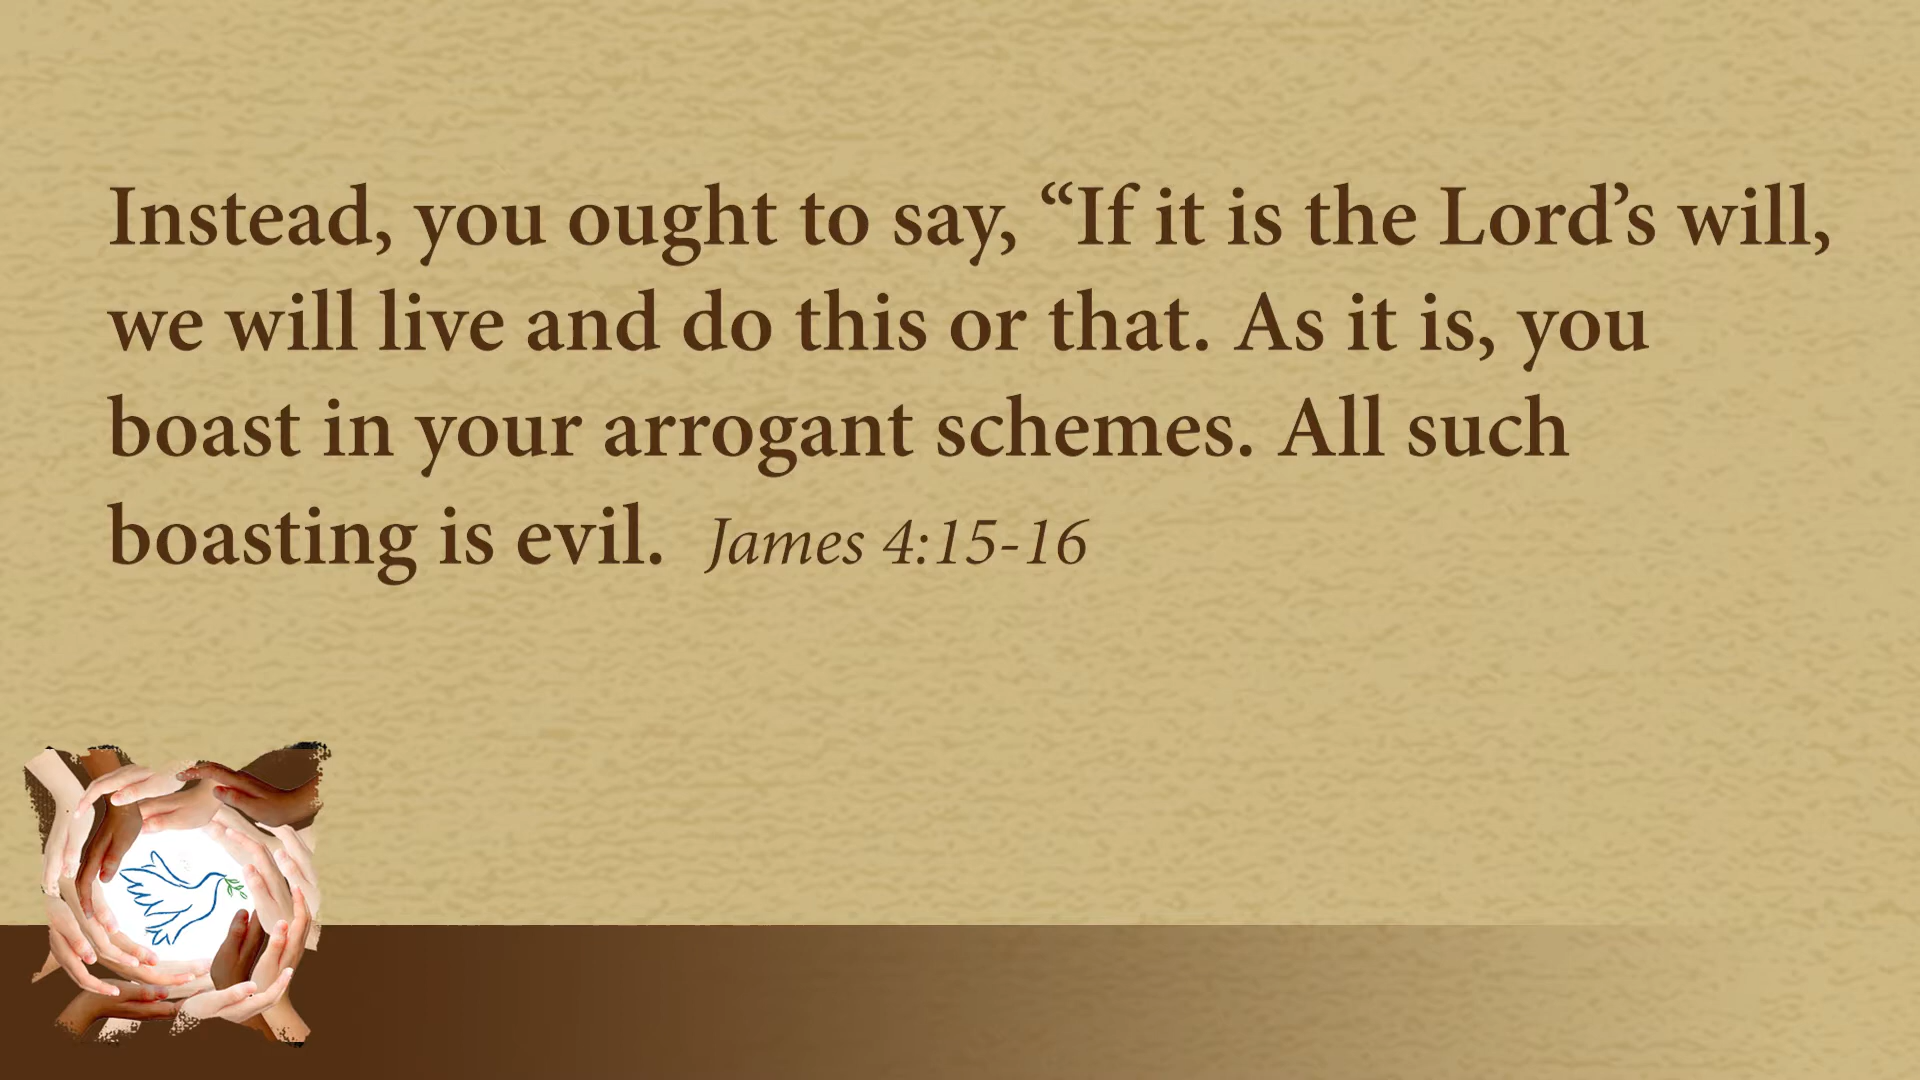 Instead, you ought to say, “If it is the Lord’s will,
we will live and do this or that. As it is, you
boast in your arrogant schemes. All such
boasting is evil. James 4:15-16